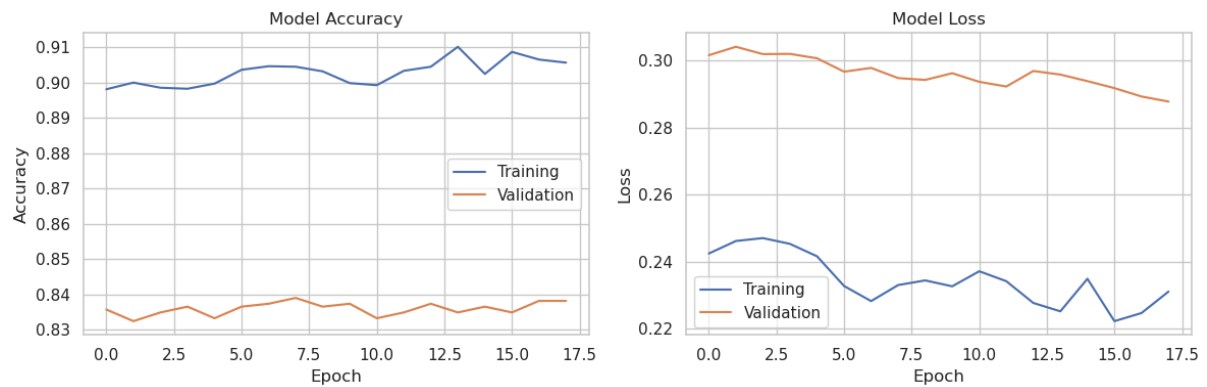 Model Accuracy
0.91
0.90
0.89
0.88
0.87
0.86
0.85
0.84
0.83
Accuracy
Training
Validation
0.0 2.5 5.0 7.5 10.0 12.5 15.0 17.5
Epoch
Model Loss
0.30
0.28
0.26
0.24
0.22
Loss
Training
Validation
0.0 2.5 5.0 7.5 10.0 12.5 15.0 17.5
Epoch